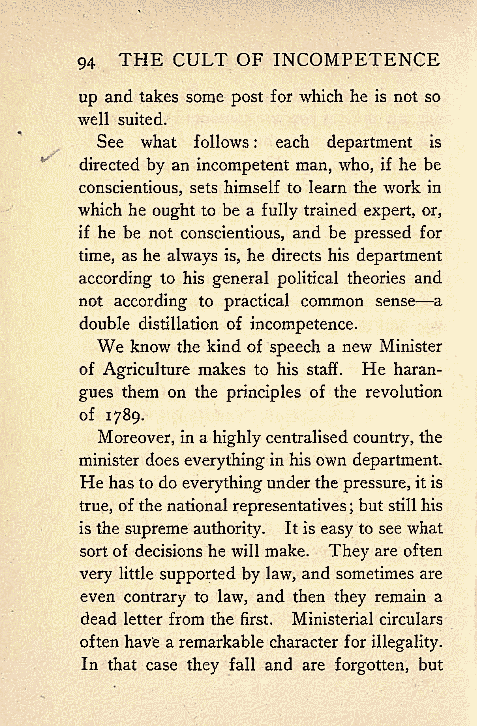 94 THE CULT OF INCOMPETENCE
up and takes some post for which he is not so
well suited.
See what follows: each department is
directed by an incompetent man, who, if he be
conscientious, sets himself to learn the work in
which he ought to be a fully trained expert, or,
if he be not conscientious, and be pressed for
time, as he always is, he directs his department
according to his general political theories and
not according to practical common sense—a
double distillation of incompetence.
We know the kind of speech a new Minister
of Agriculture makes to his staff. He haran-
gues them on the principles of the revolution
of 1789.
Moreover, in a highly centralised country, the
minister does everything in his own department.
He has to do everything under the pressure, it is
true, of the national representatives; but still his
is the supreme authority. It is easy to see what
sort of decisions he will make. They are often
very little supported by law, and sometimes are
even contrary to law, and then they remain a
dead letter from the first. Ministerial circulars
often have a remarkable character for illegality.
In that case they fall and are forgotten, but